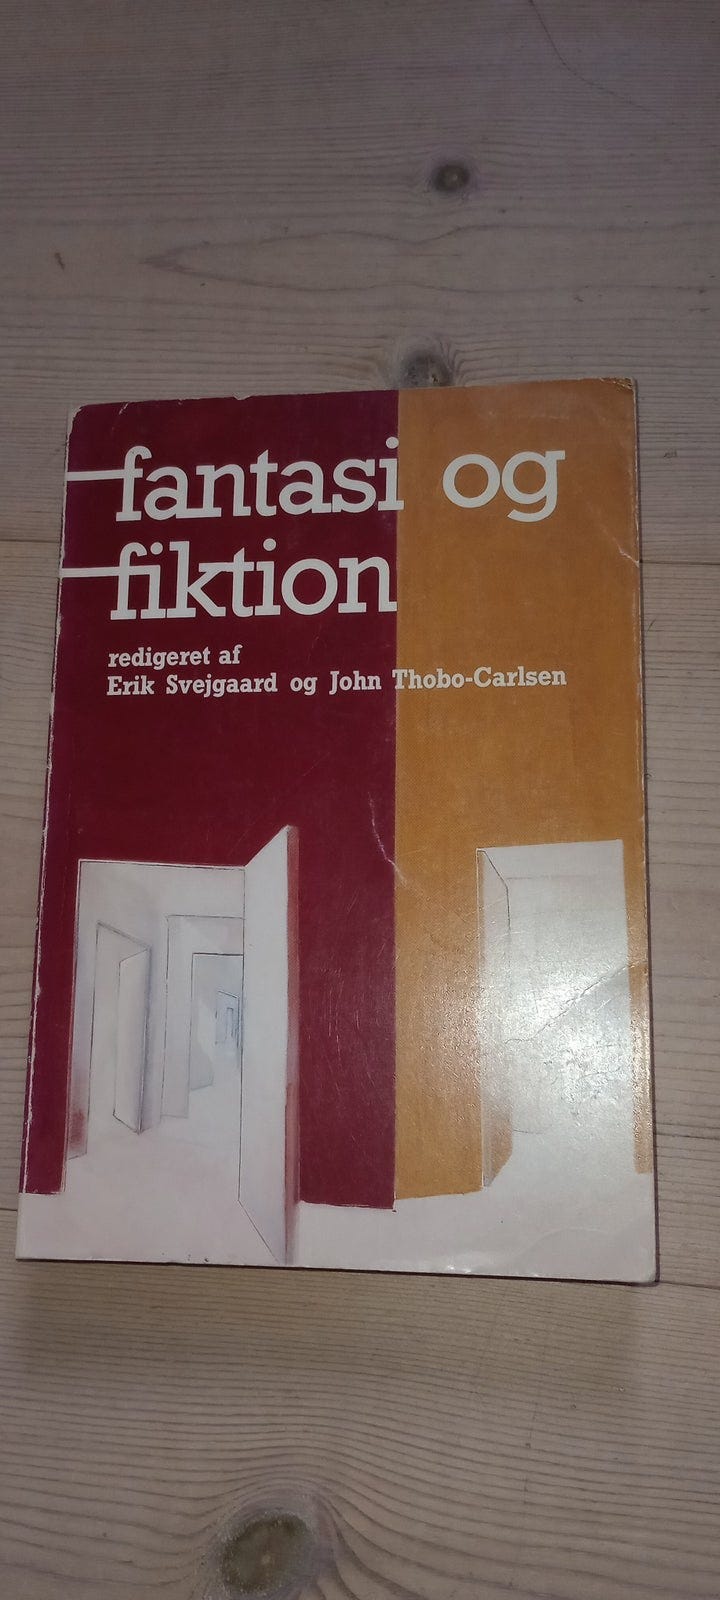 fantasi og
fiktion
redigeret af
Erik Svejgaard og John Thobo-Carlsen